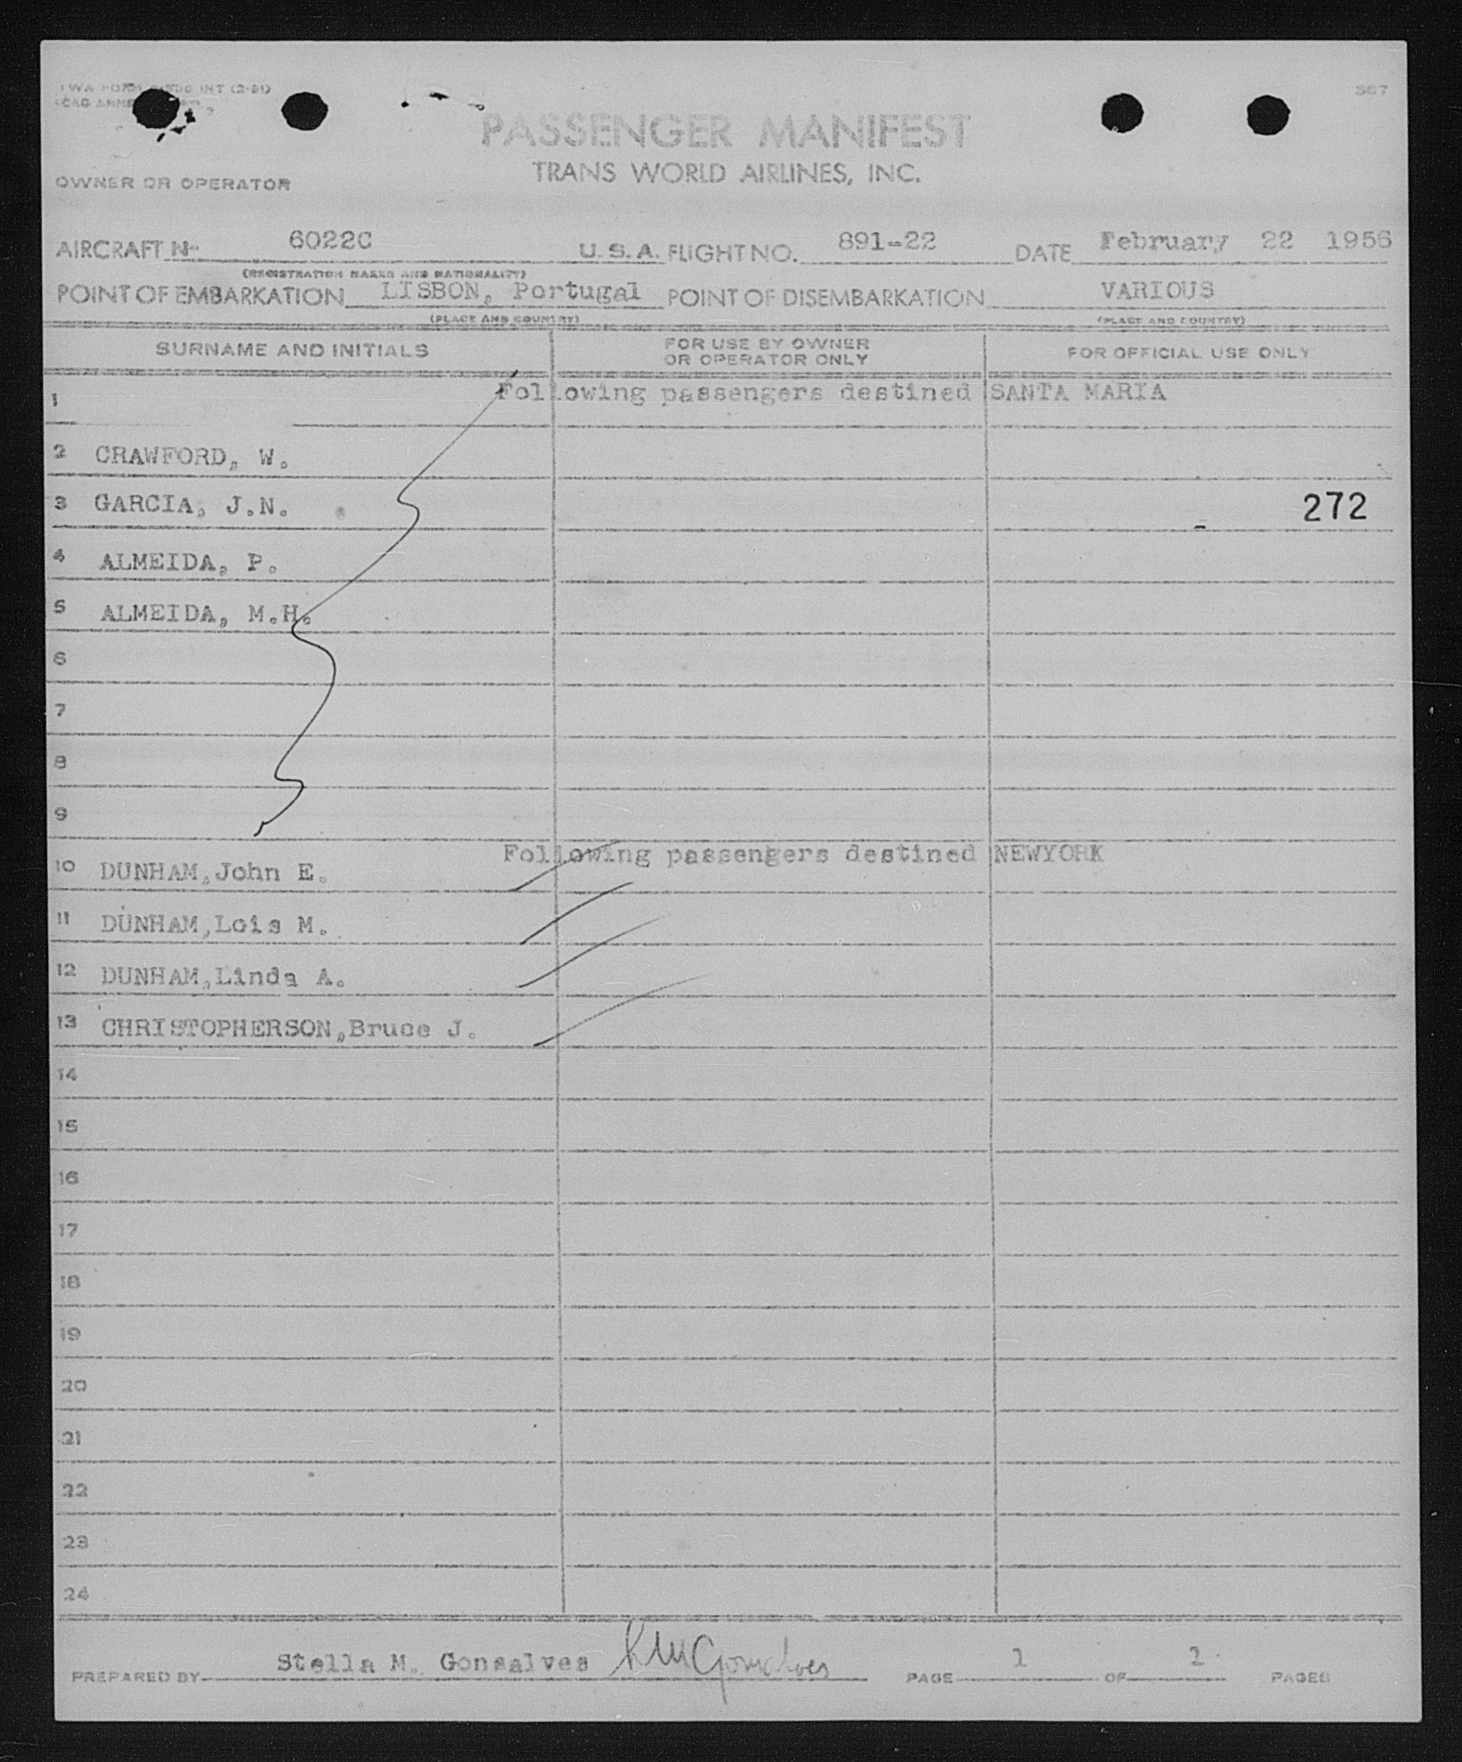 INT (2-51)
567
PASSENGER MANIFEST
TRANS WORLD AIRLINES, INC.
OWNER OR OPERATOR
AIRCRAFT No 6022C U.S.A. FLIGHT NO. 891-22 DATE February 22 1956
(REGISTRATION MARKS AND NATIONALITY)
POINT OF EMBARKATION LISBON, Portugal POINT OF DISEMBARKATION VARIOUS
(PLACE AND COUNTRY) (PLACE AND COUNTRY)
SURNAME AND INITIALS FOR USE BY OWNER OR OPERATOR ONLY FOR OFFICIAL USE ONLY
1 Following passengers destined SANTA MARIA
2 CRAWFORD, W.
3 GARCIA, J.N. 272
4 ALMEIDA, P.
5 ALMEIDA, M.H.
6
7
8
9
Following passengers destined NEWYORK
10 DUNHAM,John E.
11 DUNHAM,Lois M.
12 DUNHAM,Linda A.
13 CHRISTOPHERSON,Bruce J.
14
15
16
17
18
19
20
21
22
23
24
PREPARED BY Stella M. Gonsalves SMGonsalves PAGE 1 OF 2 PAGES